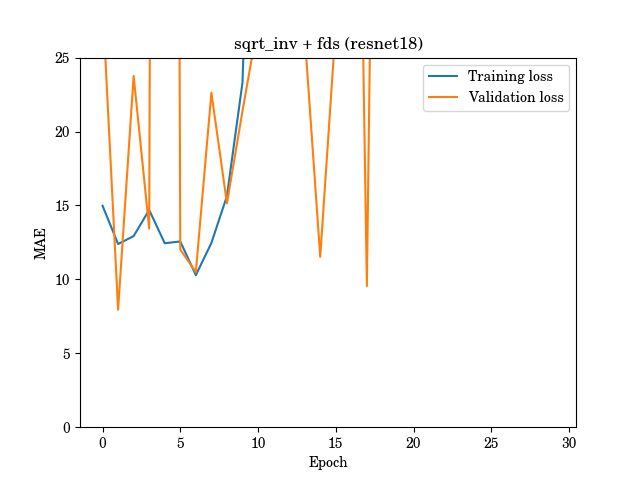 sqrt_inv + fds (resnet18)
Training loss
Validation loss
25
20
15
10
5
0
MAE
0 5 10 15 20 25 30
Epoch